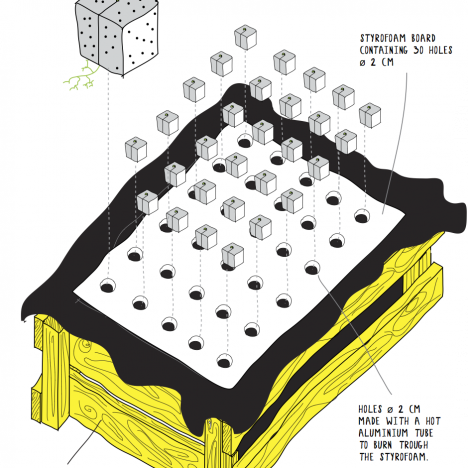 STYROFOAM BOARD
CONTAINING 30 HOLES
ø 2 CM
HOLES ø 2 CM
MADE WITH A HOT
ALUMINIUM TUBE
TO BURN TROUGH
THE STYROFOAM.